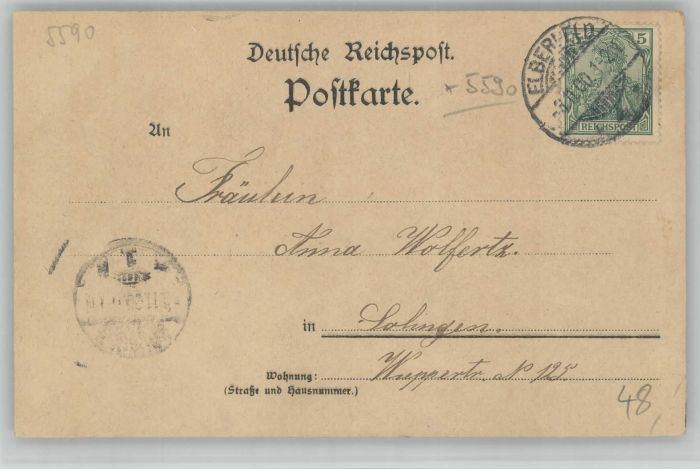 5590
Deutsche Reichspost.
Postkarte.
+ 5590
ELBERFELD
5
REICHSPOST
An
Fräulein
Anna Wolfertz.
in Solingen.
Wohnung: Wupperstr. No 125
(Straße und Hausnummer.)
48,-